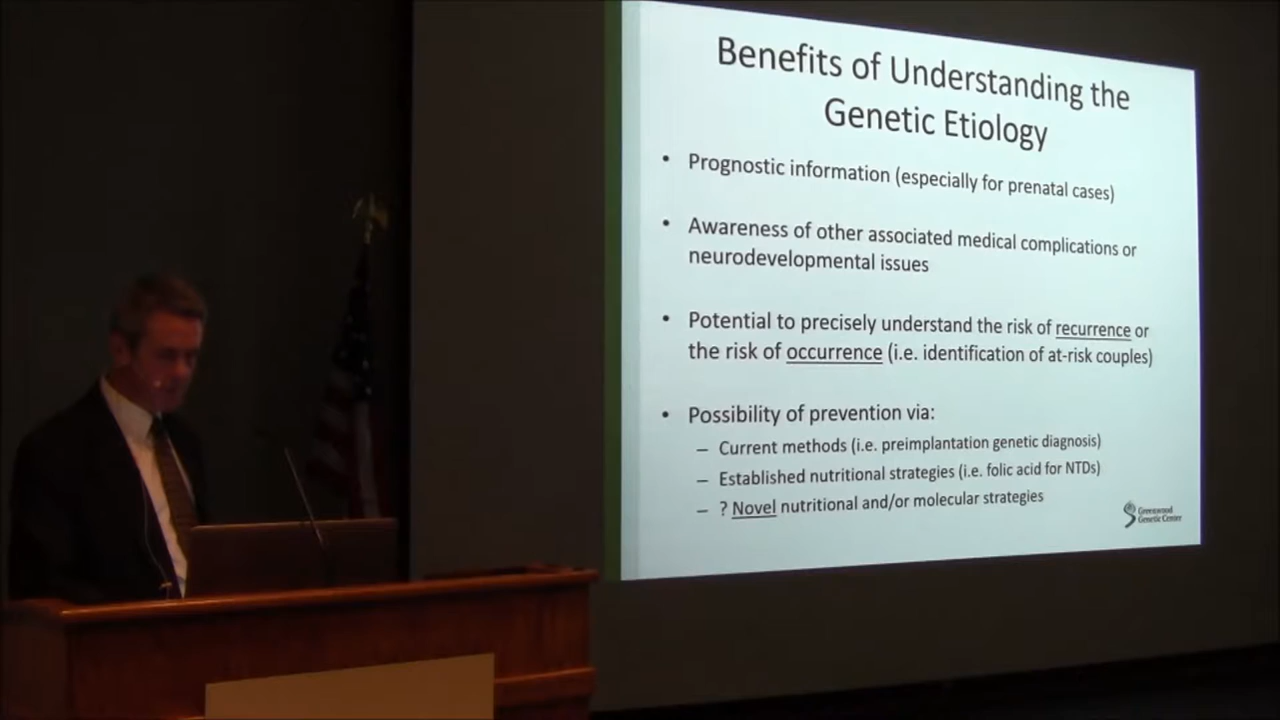 Benefits of Understanding the
Genetic Etiology
• Prognostic information (especially for prenatal cases)
• Awareness of other associated medical complications or
neurodevelopmental issues
• Potential to precisely understand the risk of recurrence or
the risk of occurrence (i.e. identification of at-risk couples)
• Possibility of prevention via:
– Current methods (i.e. preimplantation genetic diagnosis)
– Established nutritional strategies (i.e. folic acid for NTDs)
– ? Novel nutritional and/or molecular strategies
Greenwood
Genetic Center